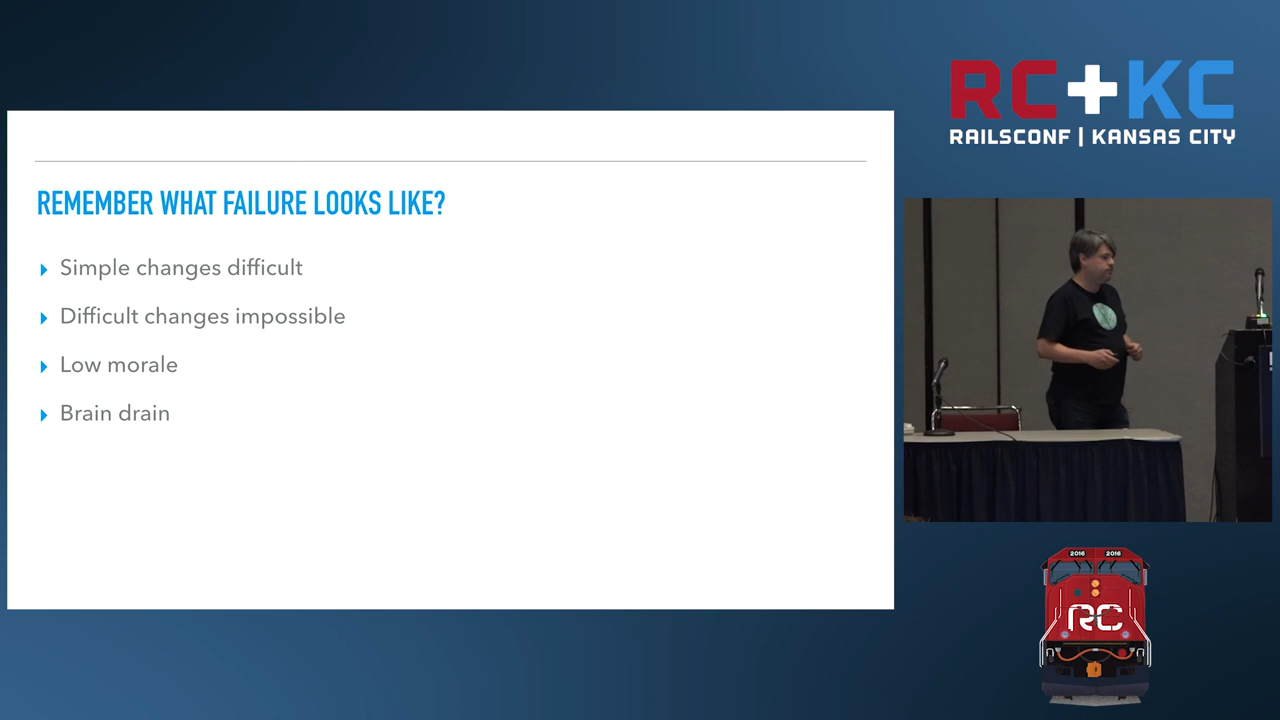 REMEMBER WHAT FAILURE LOOKS LIKE?
Simple changes difficult
Difficult changes impossible
Low morale
Brain drain
RC+KC
RAILSCONF | KANSAS CITY
2016 2016
RC